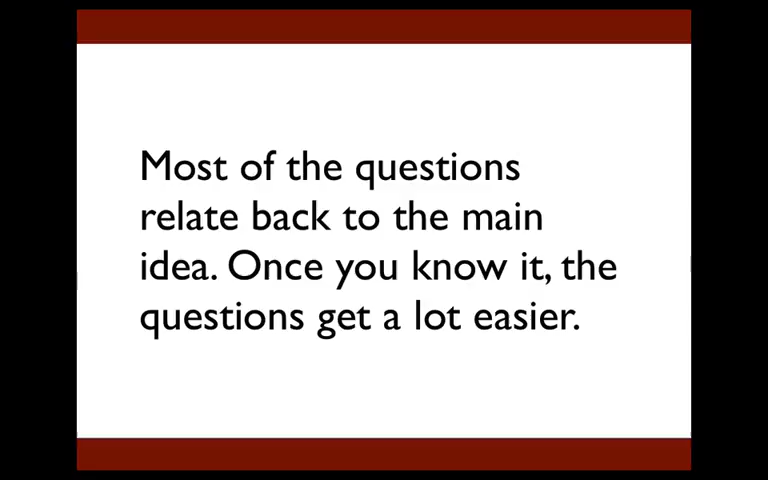 Most of the questions
relate back to the main
idea. Once you know it, the
questions get a lot easier.